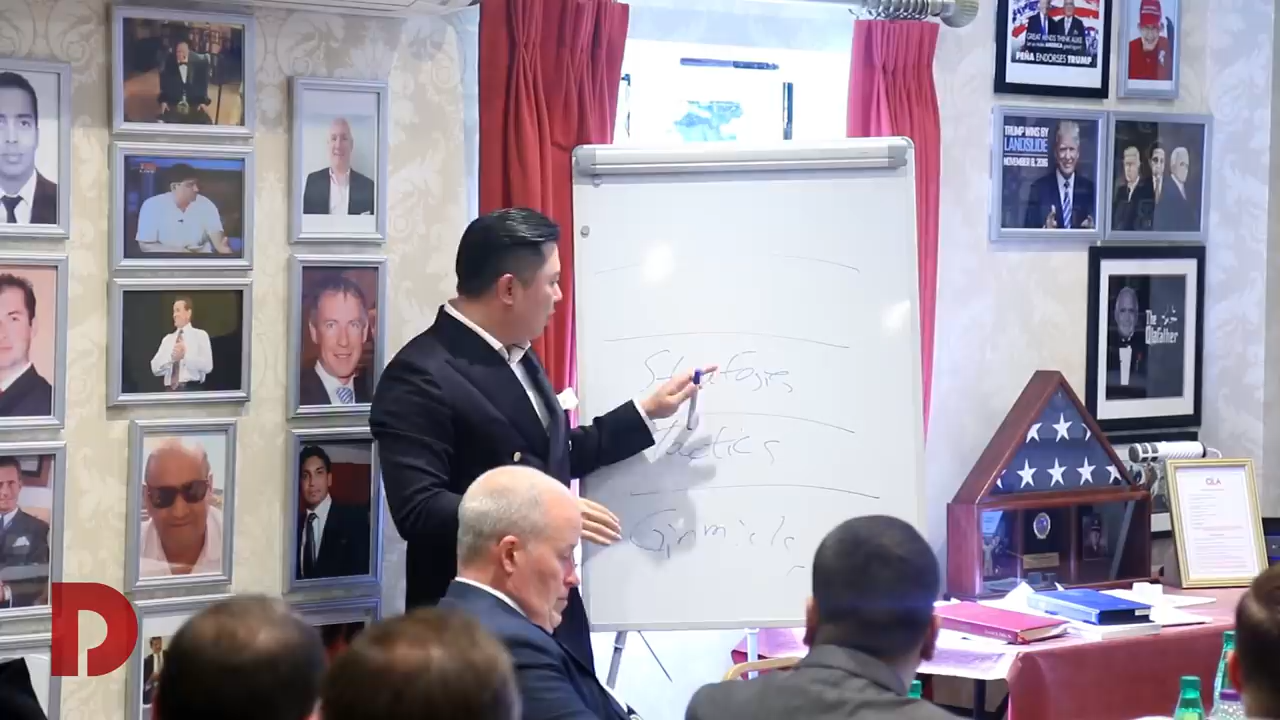 GREAT MINDS THINK ALIKE
PEÑA ENDORSES TRUMP
TRUMP WINS BY
LANDSLIDE
NOVEMBER 8, 2016
The
QLAFather
Strategies
Tactics
Gimmicks
QLA
D